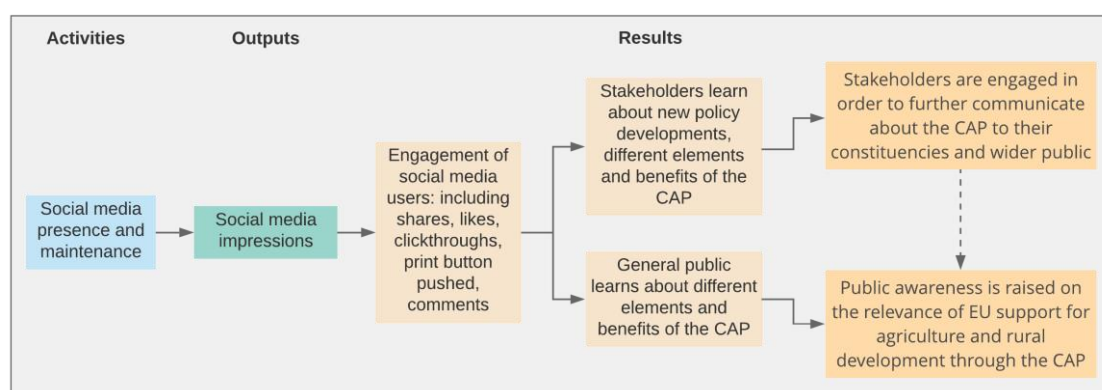 Activities
Outputs
Results
Social media
presence and
maintenance
Social media
impressions
Engagement of
social media
users: including
shares, likes,
clickthroughs,
print button
pushed,
comments
Stakeholders learn
about new policy
developments,
different elements
and benefits of the
CAP
General public
learns about different
elements and
benefits of the CAP
Stakeholders are engaged in
order to further communicate
about the CAP to their
constituencies and wider public
Public awareness is raised on
the relevance of EU support for
agriculture and rural
development through the CAP